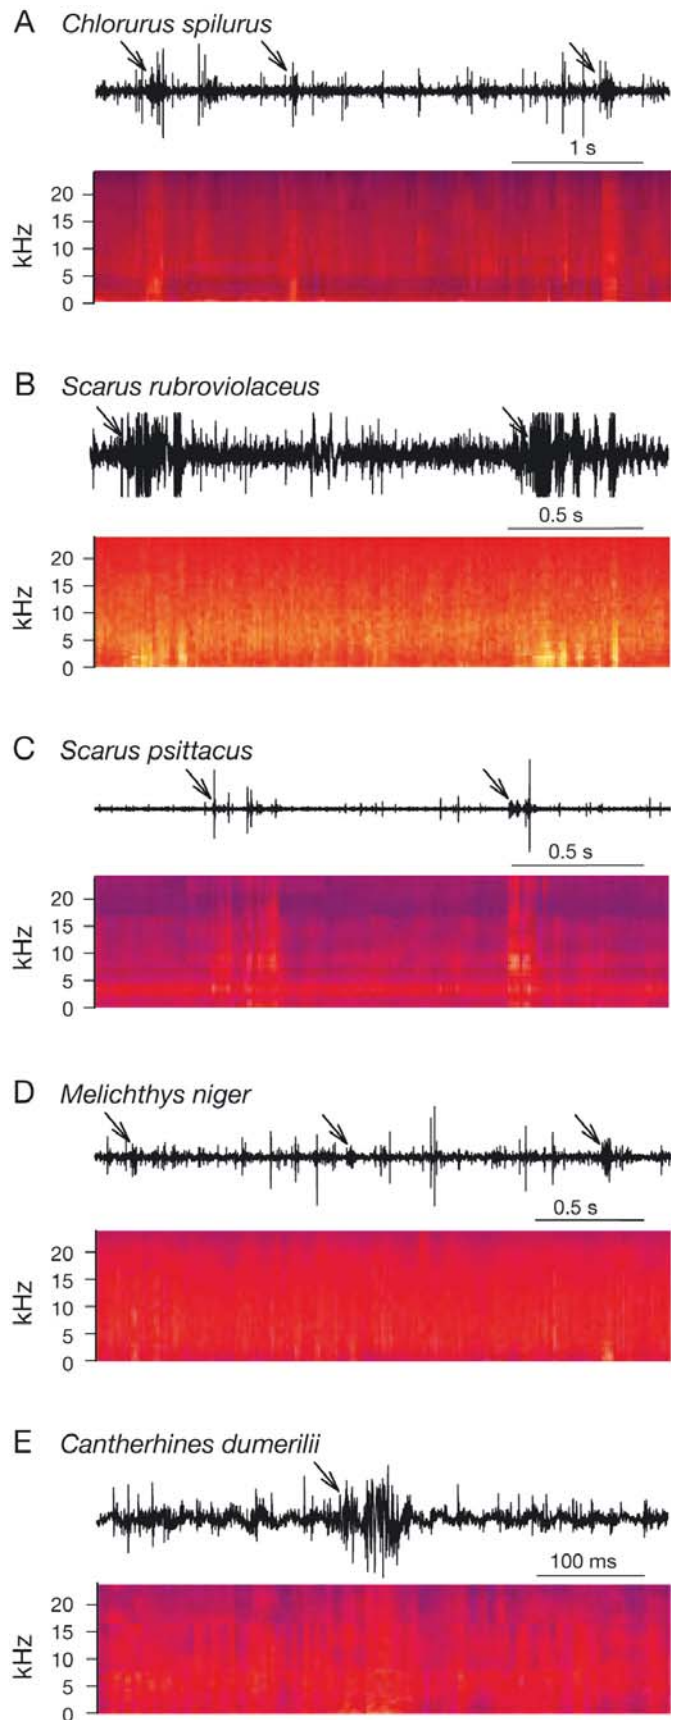 A Chlorurus spilurus
1 s
20
15
10
5
0
kHz
B Scarus rubroviolaceus
0.5 s
20
15
10
5
0
kHz
C Scarus psittacus
0.5 s
20
15
10
5
0
kHz
D Melichthys niger
0.5 s
20
15
10
5
0
kHz
E Cantherhines dumerilii
100 ms
20
15
10
5
0
kHz